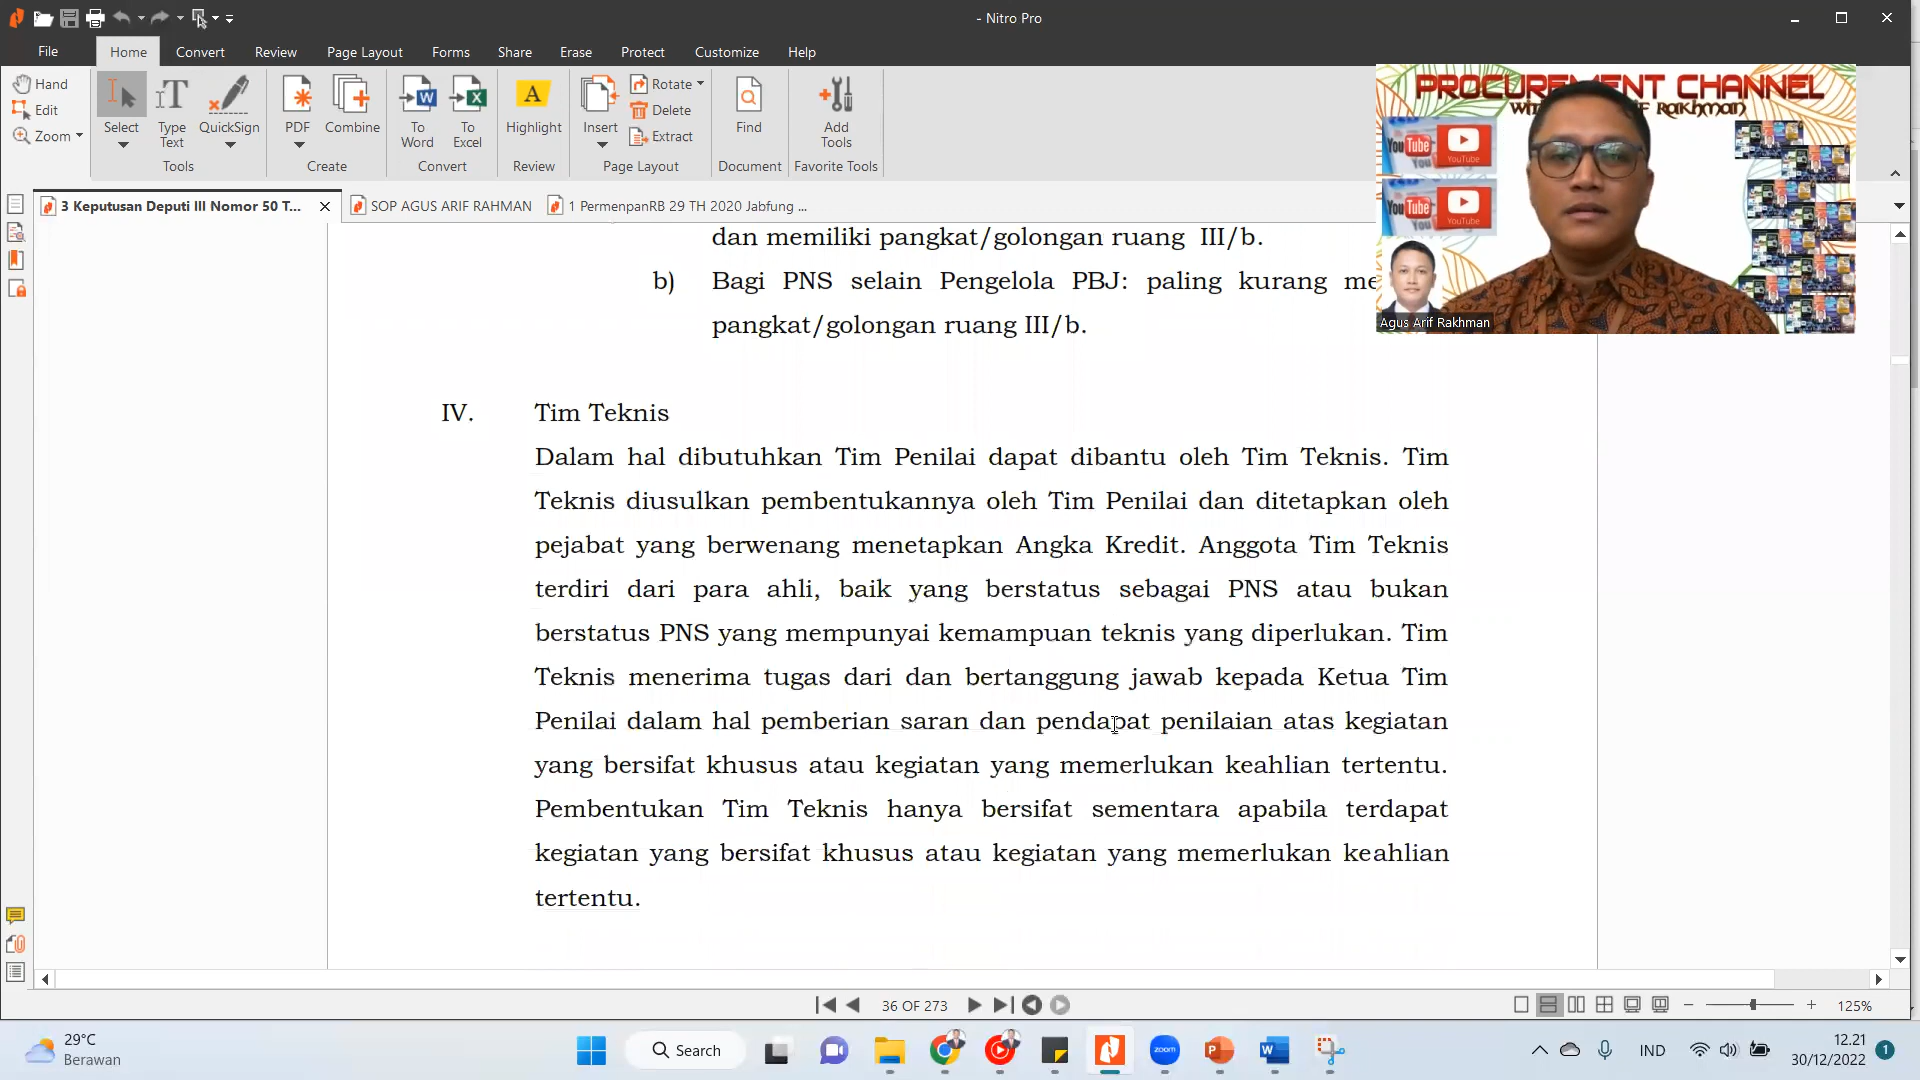 - Nitro Pro
File Home Convert Review Page Layout Forms Share Erase Protect Customize Help
Hand
Edit
Zoom
Select
Type Text
QuickSign
Tools
PDF
Combine
Create
To Word
To Excel
Convert
Highlight
Review
Insert
Rotate
Delete
Extract
Page Layout
Find
Document
Add Tools
Favorite Tools
PROCUREMENT CHANNEL
You Tube
YouTube
You Tube
YouTube
Agus Arif Rakhman
3 Keputusan Deputi III Nomor 50 T...
SOP AGUS ARIF RAHMAN
1 PermenpanRB 29 TH 2020 Jabfung ...
dan memiliki pangkat/golongan ruang III/b.
b) Bagi PNS selain Pengelola PBJ: paling kurang me
pangkat/golongan ruang III/b.
IV. Tim Teknis
Dalam hal dibutuhkan Tim Penilai dapat dibantu oleh Tim Teknis. Tim
Teknis diusulkan pembentukannya oleh Tim Penilai dan ditetapkan oleh
pejabat yang berwenang menetapkan Angka Kredit. Anggota Tim Teknis
terdiri dari para ahli, baik yang berstatus sebagai PNS atau bukan
berstatus PNS yang mempunyai kemampuan teknis yang diperlukan. Tim
Teknis menerima tugas dari dan bertanggung jawab kepada Ketua Tim
Penilai dalam hal pemberian saran dan pendapat penilaian atas kegiatan
yang bersifat khusus atau kegiatan yang memerlukan keahlian tertentu.
Pembentukan Tim Teknis hanya bersifat sementara apabila terdapat
kegiatan yang bersifat khusus atau kegiatan yang memerlukan keahlian
tertentu.
36 OF 273
125%
29°C
Berawan
Search
zoom
IND
12.21
30/12/2022
1